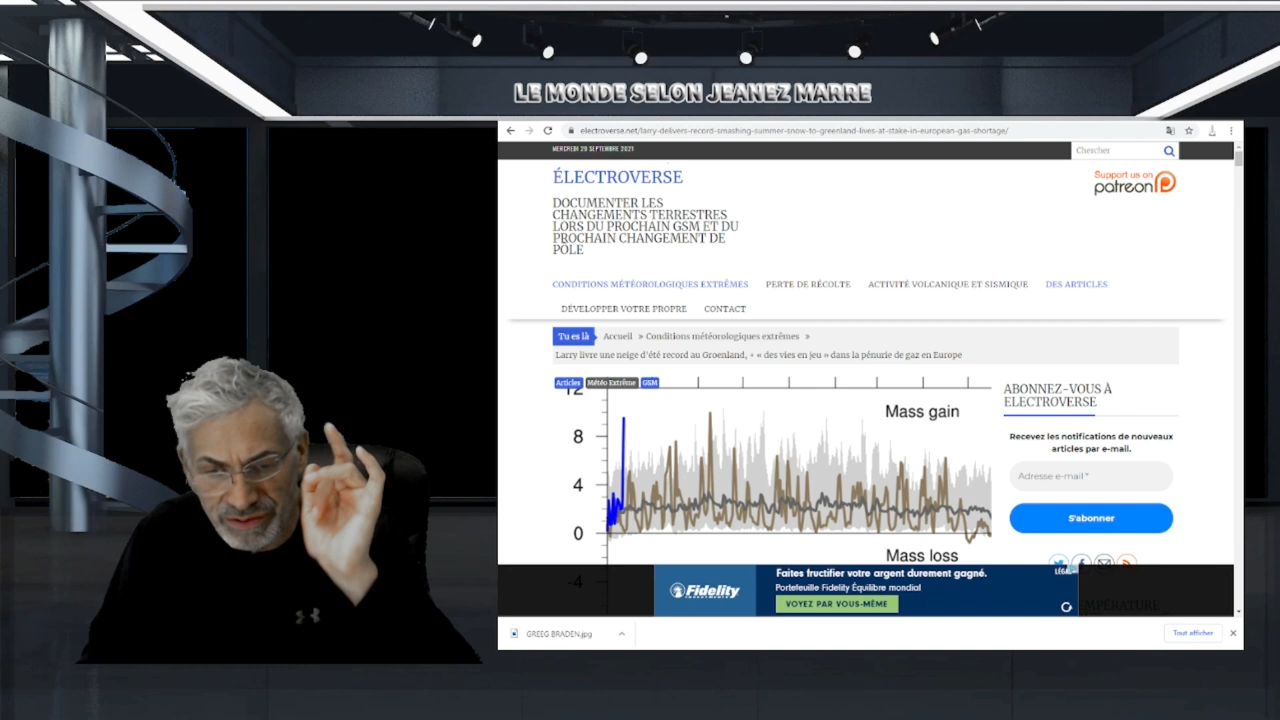 LE MONDE SELON JEANEZ MARRE
electroverse.net/larry-delivers-record-smashing-summer-snow-to-greenland-lives-at-stake-in-european-gas-shortage/
MERCREDI 29 SEPTEMBRE 2021
Chercher
ÉLECTROVERSE
Support us on
patreon
DOCUMENTER LES
CHANGEMENTS TERRESTRES
LORS DU PROCHAIN GSM ET DU
PROCHAIN CHANGEMENT DE
PÔLE
CONDITIONS MÉTÉOROLOGIQUES EXTRÊMES PERTE DE RÉCOLTE ACTIVITÉ VOLCANIQUE ET SISMIQUE DES ARTICLES
DÉVELOPPER VOTRE PROPRE CONTACT
Tu es là Accueil » Conditions météorologiques extrêmes »
Larry livre une neige d'été record au Groenland, + « des vies en jeu » dans la pénurie de gaz en Europe
Articles Météo Extrême GSM
12
Mass gain
8
4
0
Mass loss
-4
ABONNEZ-VOUS À
ELECTROVERSE
Recevez les notifications de nouveaux
articles par e-mail.
Adresse e-mail *
S'abonner
Fidelity
INVESTMENTS
Faites fructifier votre argent durement gagné.
Portefeuille Fidelity Équilibre mondial
VOYEZ PAR VOUS-MÊME
LÉGAL
EMPÉRATURE
GREEG BRADEN.jpg
Tout afficher